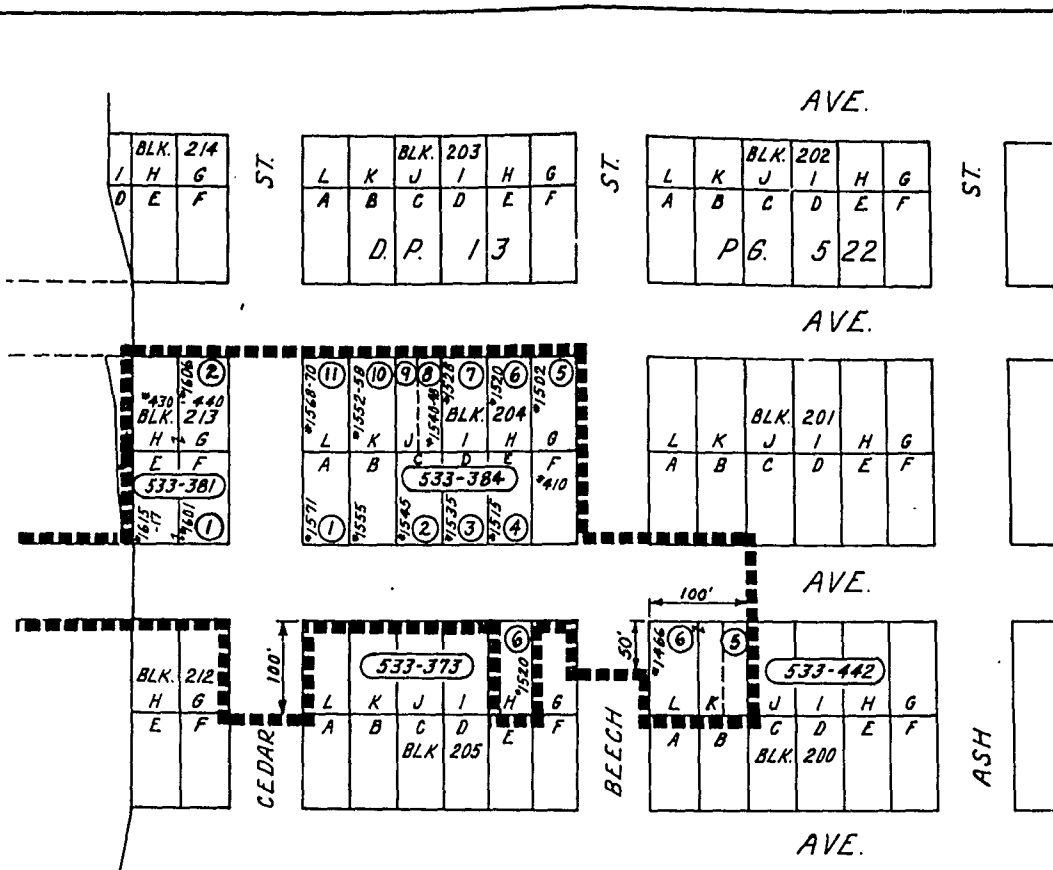 AVE.
BLK. 214
I H G
D E F
ST.
BLK. 203
L K J I H G
A B C D E F
D. P. 13
ST.
BLK. 202
L K J I H G
A B C D E F
PG. 522
ST.
AVE.
#1606 ②
#430 440
BLK. 213
H G
E F
533-381
#1615-17 #1601 ①
#1568-70 ⑪ #1552-58 ⑩ ⑨ ⑧ #1540-48 #1528 ⑦ #1520 ⑥ #1502 ⑤
BLK. 204
L K J I H G
A B C D E F
533-384 #410
#1571 ① #1555 #1545 ② #1535 ③ #1515 ④
BLK. 201
L K J I H G
A B C D E F
AVE.
100'
BLK. 212
H G
E F
100'
CEDAR
533-373
⑥
#1520
L K J I H G
A B C D E F
BLK 205
50'
BEECH
#1466 ⑥ ⑤
533-442
L K J I H G
A B C D E F
BLK. 200
ASH
AVE.